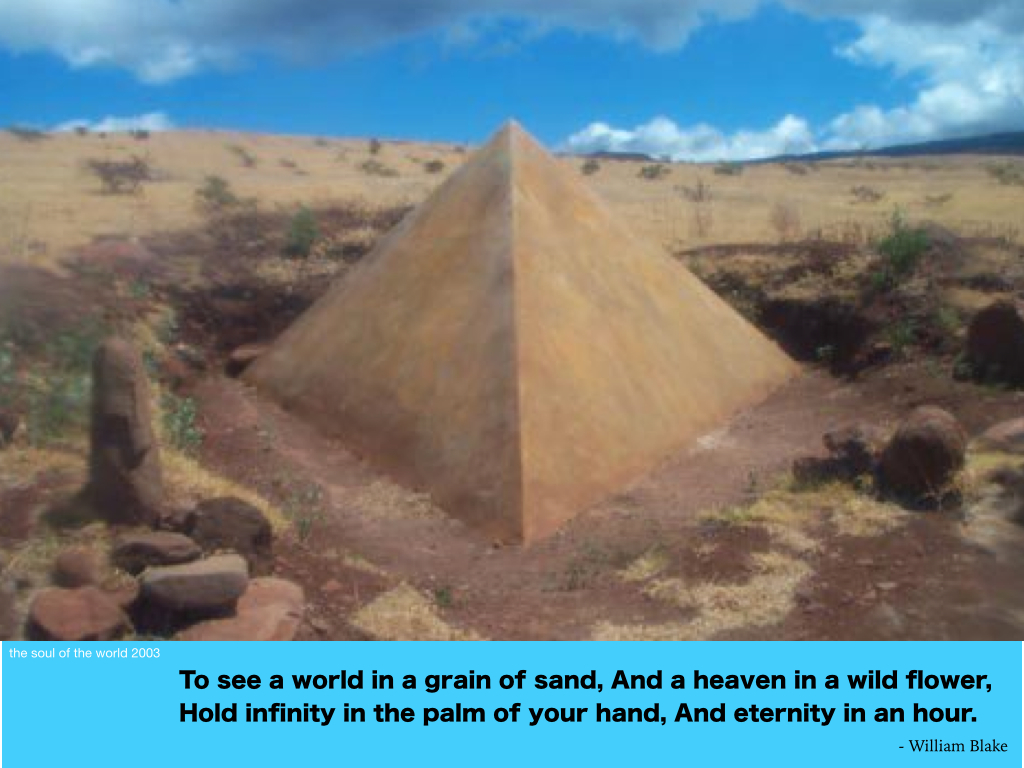 the soul of the world 2003
To see a world in a grain of sand, And a heaven in a wild flower,
Hold infinity in the palm of your hand, And eternity in an hour.
- William Blake